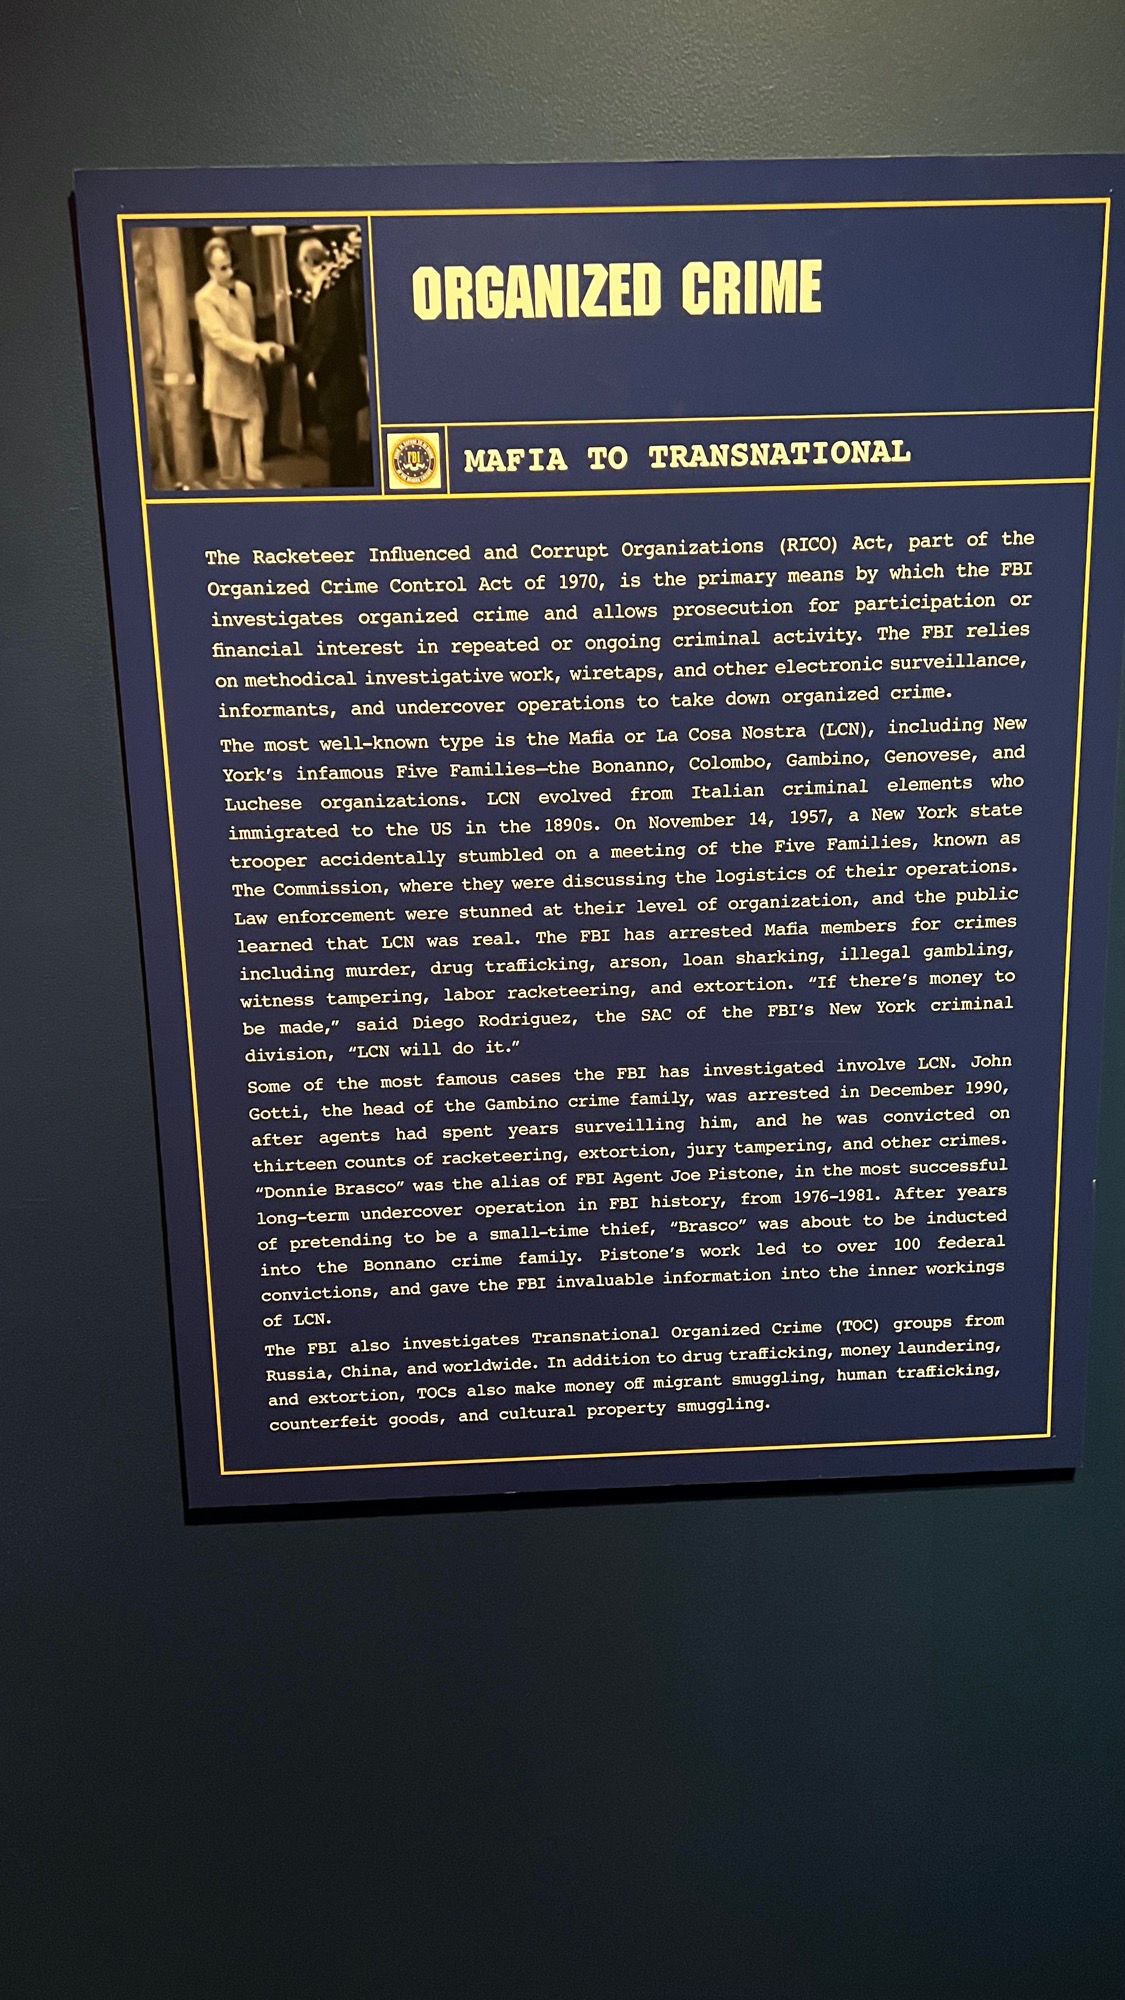 ORGANIZED CRIME
FBI
MAFIA TO TRANSNATIONAL
The Racketeer Influenced and Corrupt Organizations (RICO) Act, part of the
Organized Crime Control Act of 1970, is the primary means by which the FBI
investigates organized crime and allows prosecution for participation or
financial interest in repeated or ongoing criminal activity. The FBI relies
on methodical investigative work, wiretaps, and other electronic surveillance,
informants, and undercover operations to take down organized crime.
The most well-known type is the Mafia or La Cosa Nostra (LCN), including New
York's infamous Five Families—the Bonanno, Colombo, Gambino, Genovese, and
Luchese organizations. LCN evolved from Italian criminal elements who
immigrated to the US in the 1890s. On November 14, 1957, a New York state
trooper accidentally stumbled on a meeting of the Five Families, known as
The Commission, where they were discussing the logistics of their operations.
Law enforcement were stunned at their level of organization, and the public
learned that LCN was real. The FBI has arrested Mafia members for crimes
including murder, drug trafficking, arson, loan sharking, illegal gambling,
witness tampering, labor racketeering, and extortion. “If there's money to
be made,” said Diego Rodriguez, the SAC of the FBI's New York criminal
division, “LCN will do it.”
Some of the most famous cases the FBI has investigated involve LCN. John
Gotti, the head of the Gambino crime family, was arrested in December 1990,
after agents had spent years surveilling him, and he was convicted on
thirteen counts of racketeering, extortion, jury tampering, and other crimes.
“Donnie Brasco” was the alias of FBI Agent Joe Pistone, in the most successful
long-term undercover operation in FBI history, from 1976-1981. After years
of pretending to be a small-time thief, “Brasco” was about to be inducted
into the Bonnano crime family. Pistone's work led to over 100 federal
convictions, and gave the FBI invaluable information into the inner workings
of LCN.
The FBI also investigates Transnational Organized Crime (TOC) groups from
Russia, China, and worldwide. In addition to drug trafficking, money laundering,
and extortion, TOCs also make money off migrant smuggling, human trafficking,
counterfeit goods, and cultural property smuggling.